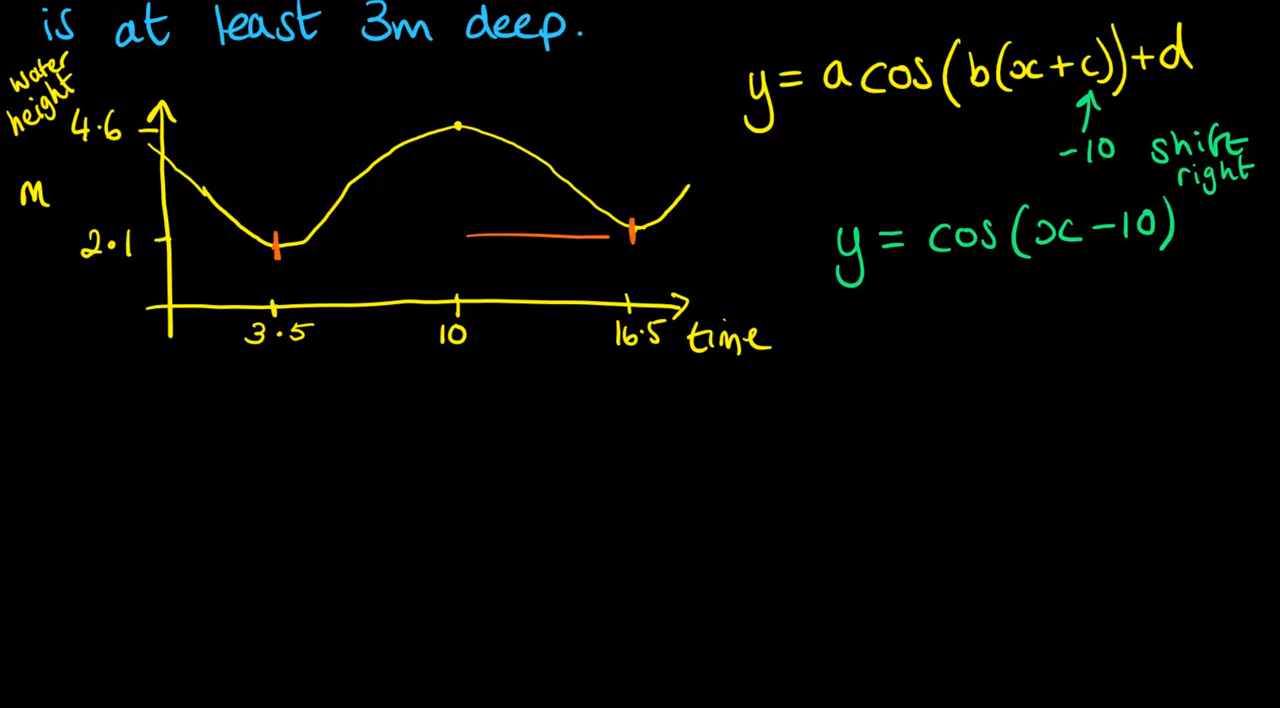 is at least 3m deep.
water
height
4.6
M
2.1
3.5
10
16.5
time
y = a cos(b(x+c))+d
-10 shift
right
y = cos(x-10)